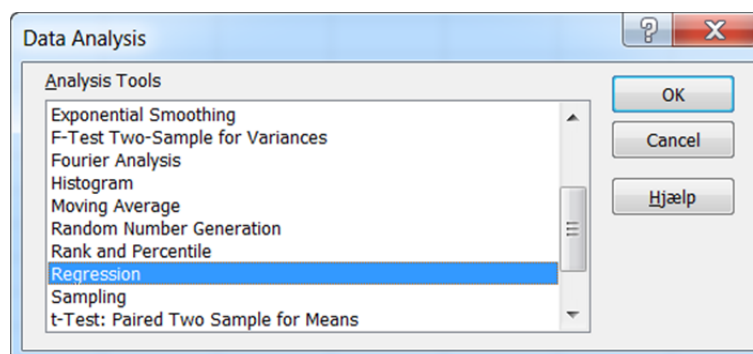 Data Analysis
Analysis Tools
Exponential Smoothing
F-Test Two-Sample for Variances
Fourier Analysis
Histogram
Moving Average
Random Number Generation
Rank and Percentile
Regression
Sampling
t-Test: Paired Two Sample for Means
OK
Cancel
Hjælp